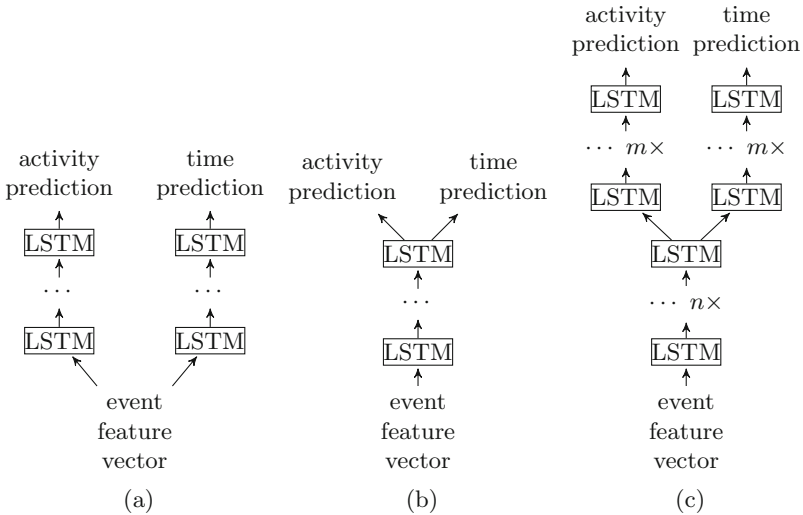 activity
prediction
time
prediction
LSTM
LSTM
··· m×
··· m×
LSTM
LSTM
LSTM
··· n×
LSTM
event
feature
vector
(c)
activity
prediction
time
prediction
LSTM
LSTM
···
···
LSTM
LSTM
event
feature
vector
(a)
activity
prediction
time
prediction
LSTM
···
LSTM
event
feature
vector
(b)